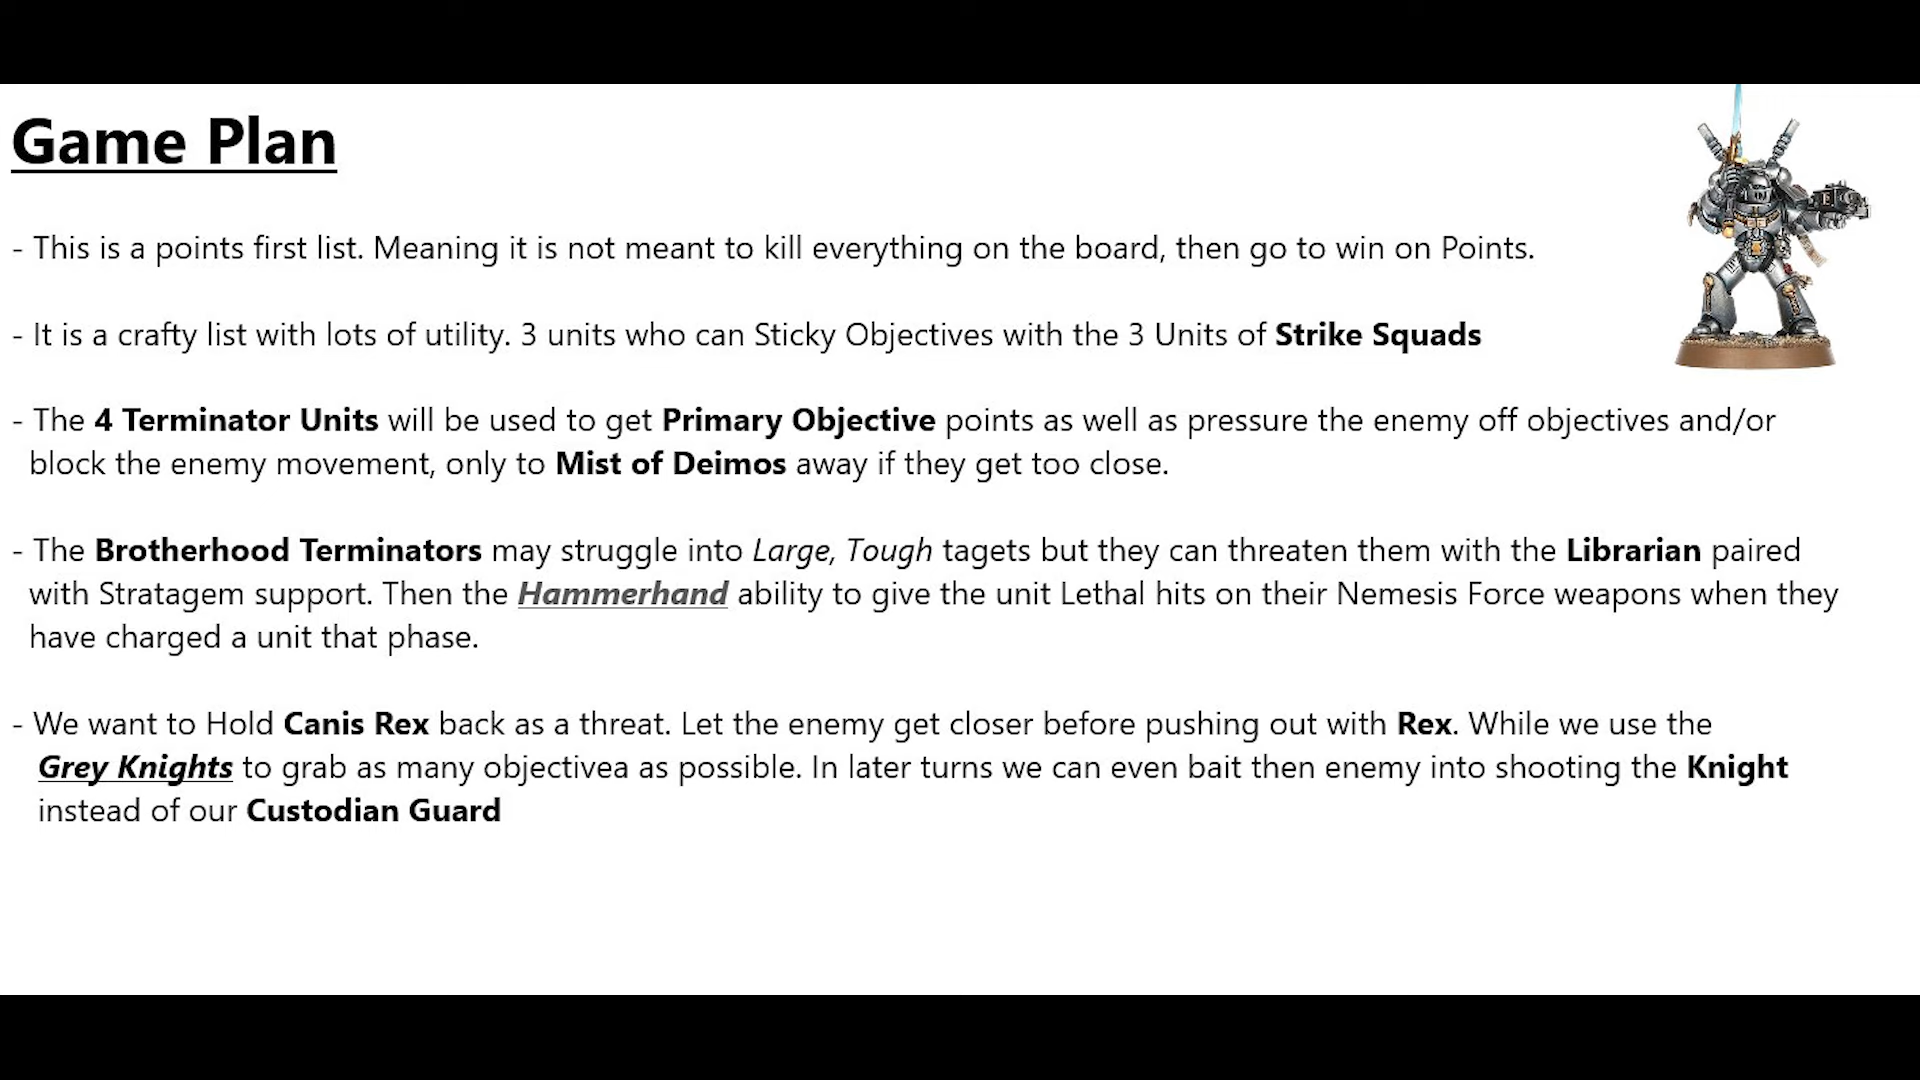 Game Plan
- This is a points first list. Meaning it is not meant to kill everything on the board, then go to win on Points.
- It is a crafty list with lots of utility. 3 units who can Sticky Objectives with the 3 Units of Strike Squads
- The 4 Terminator Units will be used to get Primary Objective points as well as pressure the enemy off objectives and/or
block the enemy movement, only to Mist of Deimos away if they get too close.
- The Brotherhood Terminators may struggle into Large, Tough tagets but they can threaten them with the Librarian paired
with Stratagem support. Then the Hammerhand ability to give the unit Lethal hits on their Nemesis Force weapons when they
have charged a unit that phase.
- We want to Hold Canis Rex back as a threat. Let the enemy get closer before pushing out with Rex. While we use the
Grey Knights to grab as many objectivea as possible. In later turns we can even bait then enemy into shooting the Knight
instead of our Custodian Guard